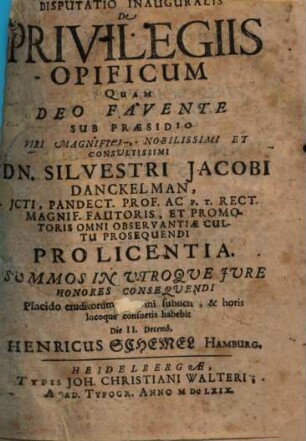 DISPUTATIO INAUGURALIS
De
PRIVILEGIIS
OPIFICUM
QUAM
DEO FAVENTE
SUB PRÆSIDIO
VIRI MAGNIFICI, NOBILISSIMI ET
CONSULTISSIMI
DN. SILVESTRI JACOBI
DANCKELMAN,
JCTI, PANDECT. PROF. AC P. T. RECT.
MAGNIF. FAUTORIS, ET PROMO-
TORIS OMNI OBSERVANTIÆ CUL-
TU PROSEQUENDI
PRO LICENTIA.
SUMMOS IN UTROQUE JURE
HONORES CONSEQUENDI
Placido eruditorum subiicit, & horis
locoque consuetis habebit
Die II. Decemb.
HENRICUS SCHEMEL HAMBURG.
HEIDELBERGÆ,
TYPIS JOH. CHRISTIANI WALTERI,
ACAD. TYPOGR. ANNO M DC LXIX.